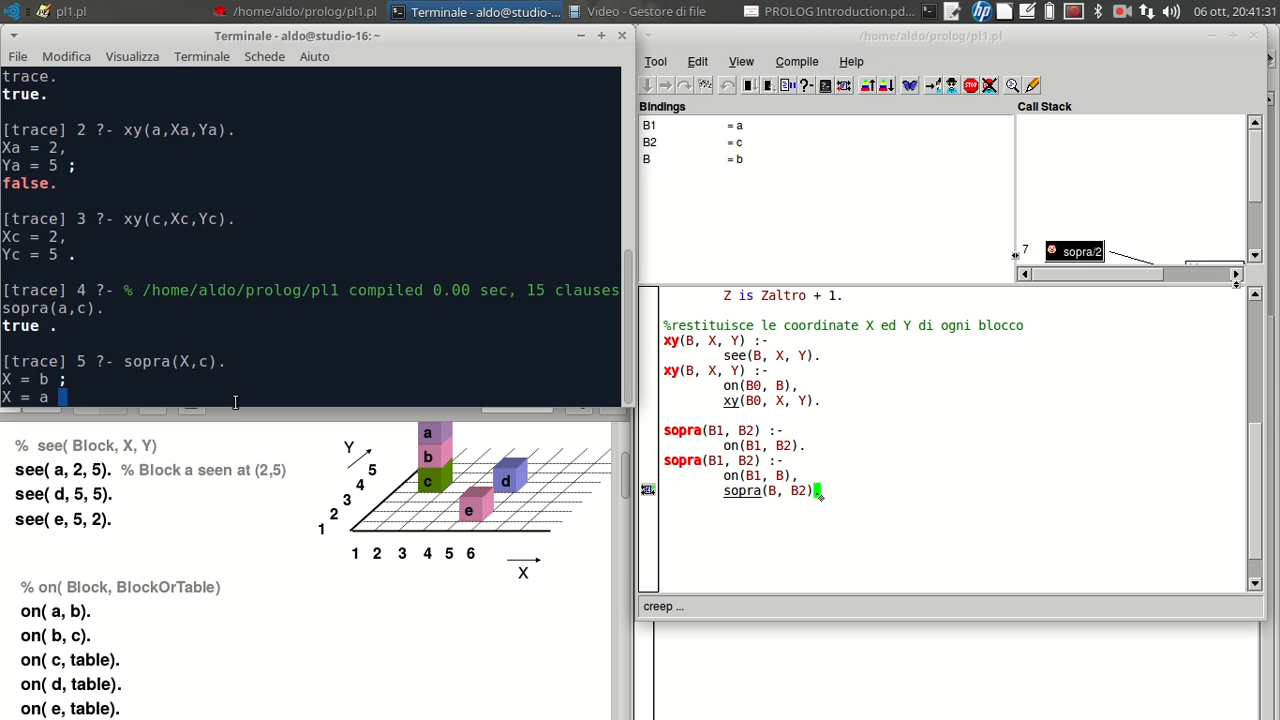 pl1.pl
/home/aldo/prolog/pl1.pl
Terminale - aldo@studio-...
Video - Gestore di file
PROLOG Introduction.pd...
06 ott, 20:41:31
Terminale - aldo@studio-16: ~
File Modifica Visualizza Terminale Schede Aiuto
trace.
true.
[trace] 2 ?- xy(a,Xa,Ya).
Xa = 2,
Ya = 5 ;
false.
[trace] 3 ?- xy(c,Xc,Yc).
Xc = 2,
Yc = 5 .
[trace] 4 ?- % /home/aldo/prolog/pl1 compiled 0.00 sec, 15 clauses
sopra(a,c).
true .
[trace] 5 ?- sopra(X,c).
X = b ;
X = a
/home/aldo/prolog/pl1.pl
Tool Edit View Compile Help
Bindings
B1 = a
B2 = c
B = b
Call Stack
7 sopra/2
Z is Zaltro + 1.
%restituisce le coordinate X ed Y di ogni blocco
xy(B, X, Y) :-
see(B, X, Y).
xy(B, X, Y) :-
on(B0, B),
xy(B0, X, Y).
sopra(B1, B2) :-
on(B1, B2).
sopra(B1, B2) :-
on(B1, B),
sopra(B, B2).
creep ...
% see( Block, X, Y)
see( a, 2, 5). % Block a seen at (2,5)
see( d, 5, 5).
see( e, 5, 2).
Y
5
4
3
2
1
a
b
c
d
e
1 2 3 4 5 6
X
% on( Block, BlockOrTable)
on( a, b).
on( b, c).
on( c, table).
on( d, table).
on( e, table).